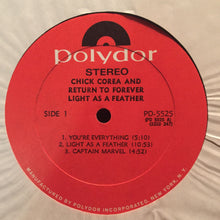 polydor
STEREO
CHICK COREA AND
RETURN TO FOREVER
LIGHT AS A FEATHER
SIDE 1
PD-5525
1. YOU'RE EVERYTHING (5:10)
2. LIGHT AS A FEATHER (10:53)
3. CAPTAIN MARVEL (4:52)
MANUFACTURED BY POLYDOR INCORPORATED, NEW YORK, N.Y.